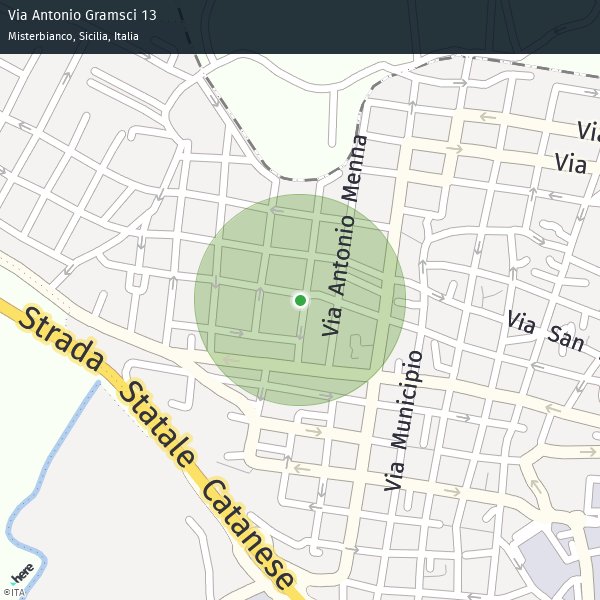 Via Antonio Gramsci 13
Misterbianco, Sicilia, Italia
Via
Via
Via Antonio Menna
Via San
Strada Statale Catanese
Via Municipio
here
©ITA